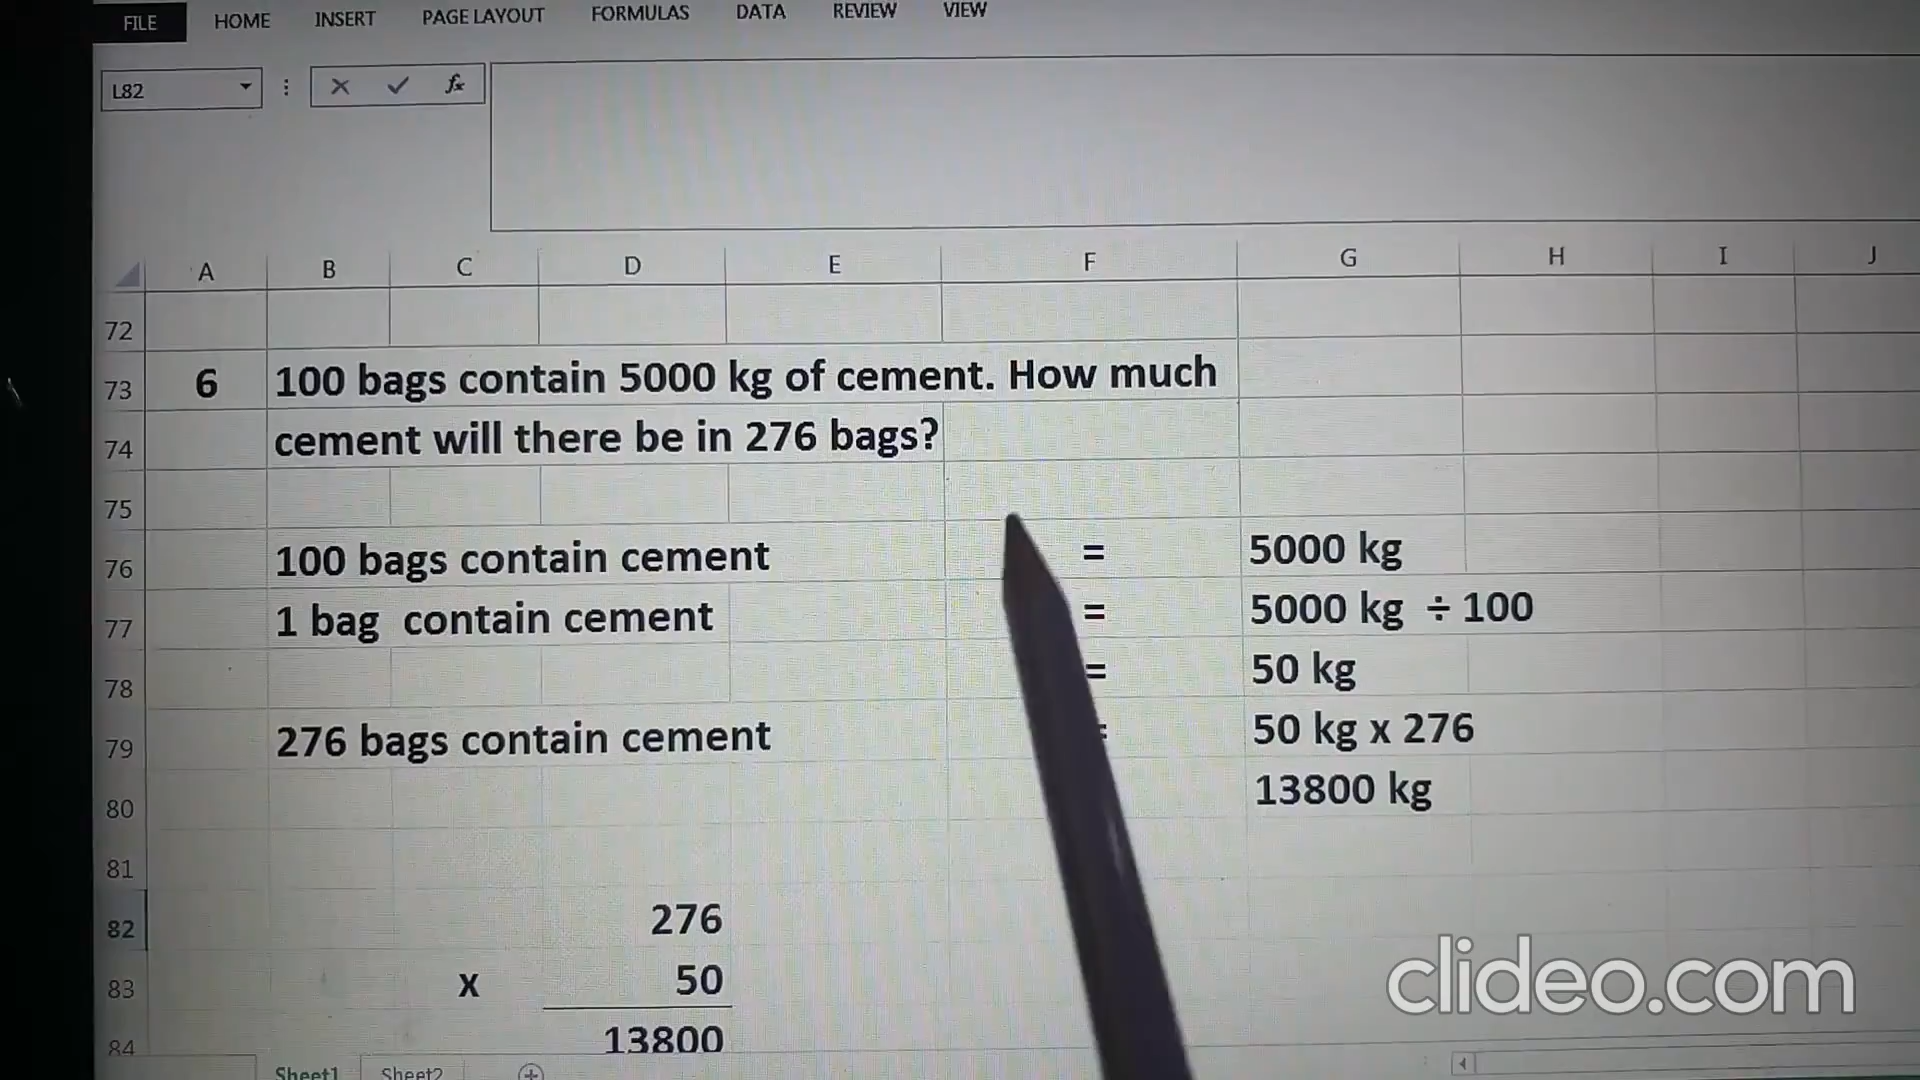 FILE HOME INSERT PAGE LAYOUT FORMULAS DATA REVIEW VIEW
L82 fx
A B C D E F G H I J
72
73 6 100 bags contain 5000 kg of cement. How much
74 cement will there be in 276 bags?
75
76 100 bags contain cement = 5000 kg
77 1 bag contain cement = 5000 kg ÷ 100
78 = 50 kg
79 276 bags contain cement = 50 kg x 276
80 13800 kg
81
82 276
83 X 50
84 13800
Sheet1 Sheet2
clideo.com